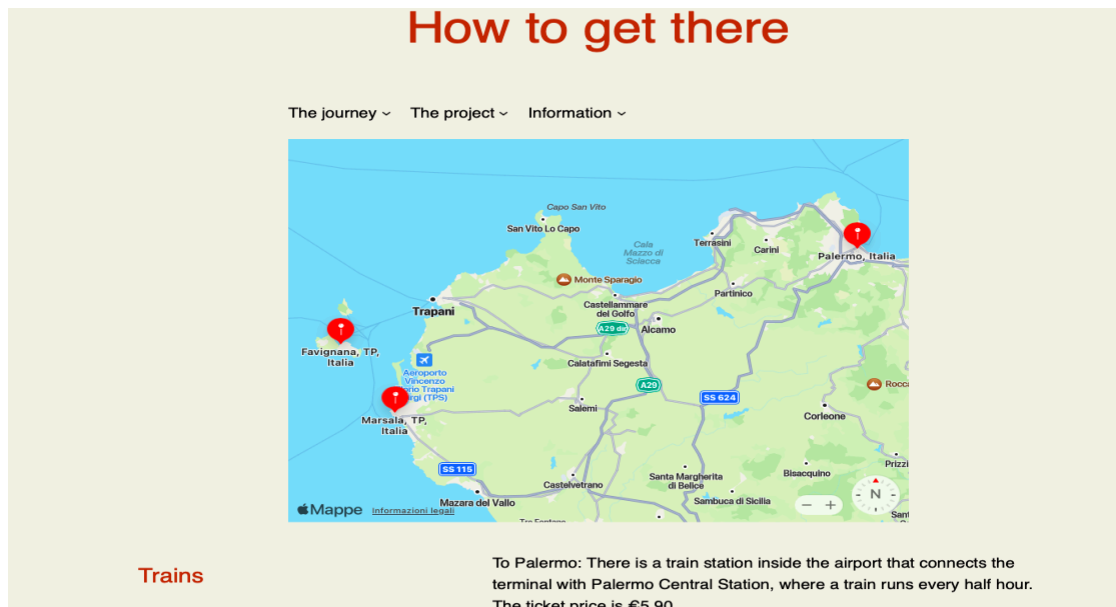 How to get there
The journey
The project
Information
Capo San Vito
San Vito Lo Capo
Cala
Mazzo di
Sciacca
Terrasini
Carini
Palermo, Italia
Monte Sparagio
Partinico
Trapani
Castellammare
del Golfo
A29 dir
Alcamo
Favignana, TP,
Italia
Calatafimi Segesta
Aeroporto
Vincenzo
Trapani
(TPS)
A29
Rocca
SS 624
Marsala, TP,
Italia
Salemi
Corleone
SS 115
Santa Margherita
di Belice
Bisacquino
Prizzi
Castelvetrano
Sambuca di Sicilia
N
Mazara del Vallo
Mappe
Informazioni legali
− +
Sant
Tre Fontane
Trains
To Palermo: There is a train station inside the airport that connects the
terminal with Palermo Central Station, where a train runs every half hour.
The ticket price is €5.90